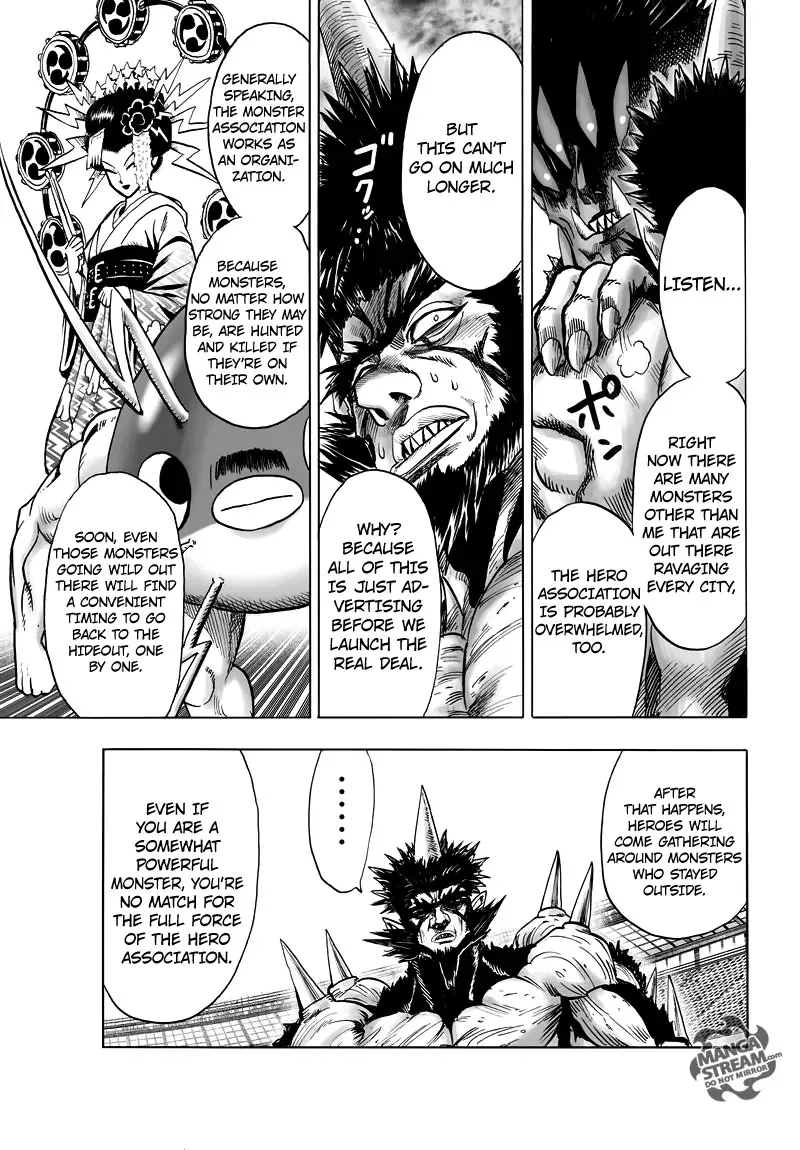 LISTEN...
RIGHT
NOW THERE
ARE MANY
MONSTERS
OTHER THAN
ME THAT ARE
OUT THERE
RAVAGING
EVERY CITY,
THE HERO
ASSOCIATION
IS PROBABLY
OVERWHELMED,
TOO.
ポン
BUT
THIS CAN'T
GO ON MUCH
LONGER.
ゴクッ...
WHY?
BECAUSE
ALL OF THIS
IS JUST AD-
VERTISING
BEFORE WE
LAUNCH THE
REAL DEAL.
GENERALLY
SPEAKING,
THE MONSTER
ASSOCIATION
WORKS AS
AN ORGANI-
ZATION.
BECAUSE
MONSTERS,
NO MATTER HOW
STRONG THEY MAY
BE, ARE HUNTED
AND KILLED IF
THEY'RE ON
THEIR OWN.
SOON, EVEN
THOSE MONSTERS
GOING WILD OUT
THERE WILL FIND
A CONVENIENT
TIMING TO GO
BACK TO THE
HIDEOUT, ONE
BY ONE.
AFTER
THAT HAPPENS,
HEROES WILL
COME GATHERING
AROUND MONSTERS
WHO STAYED
OUTSIDE.
......
EVEN IF
YOU ARE A
SOMEWHAT
POWERFUL
MONSTER, YOU'RE
NO MATCH FOR
THE FULL FORCE
OF THE HERO
ASSOCIATION.
MANGA
STREAM.com
DO NOT MIRROR